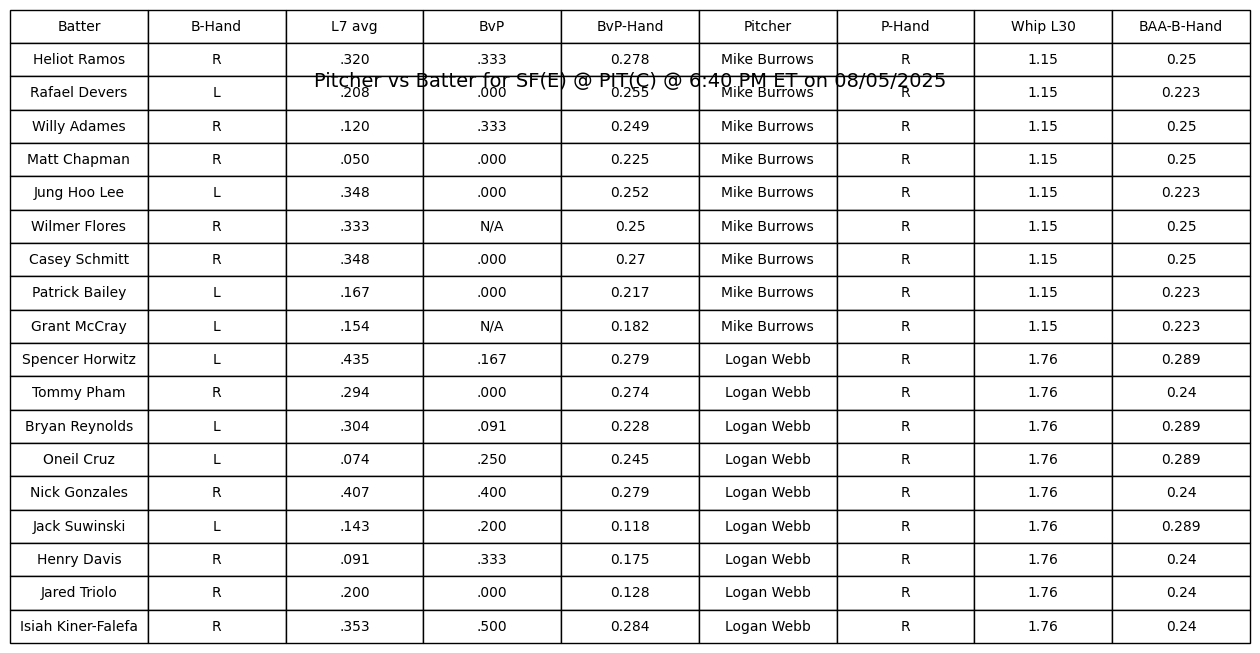 Batter B-Hand L7 avg BvP BvP-Hand Pitcher P-Hand Whip L30 BAA-B-Hand
Heliot Ramos R .320 .333 0.278 Mike Burrows R 1.15 0.25
Pitcher vs Batter for SF(E) @ PIT(C) @ 6:40 PM ET on 08/05/2025
Rafael Devers L .208 .000 0.255 Mike Burrows R 1.15 0.223
Willy Adames R .120 .333 0.249 Mike Burrows R 1.15 0.25
Matt Chapman R .050 .000 0.225 Mike Burrows R 1.15 0.25
Jung Hoo Lee L .348 .000 0.252 Mike Burrows R 1.15 0.223
Wilmer Flores R .333 N/A 0.25 Mike Burrows R 1.15 0.25
Casey Schmitt R .348 .000 0.27 Mike Burrows R 1.15 0.25
Patrick Bailey L .167 .000 0.217 Mike Burrows R 1.15 0.223
Grant McCray L .154 N/A 0.182 Mike Burrows R 1.15 0.223
Spencer Horwitz L .435 .167 0.279 Logan Webb R 1.76 0.289
Tommy Pham R .294 .000 0.274 Logan Webb R 1.76 0.24
Bryan Reynolds L .304 .091 0.228 Logan Webb R 1.76 0.289
Oneil Cruz L .074 .250 0.245 Logan Webb R 1.76 0.289
Nick Gonzales R .407 .400 0.279 Logan Webb R 1.76 0.24
Jack Suwinski L .143 .200 0.118 Logan Webb R 1.76 0.289
Henry Davis R .091 .333 0.175 Logan Webb R 1.76 0.24
Jared Triolo R .200 .000 0.128 Logan Webb R 1.76 0.24
Isiah Kiner-Falefa R .353 .500 0.284 Logan Webb R 1.76 0.24